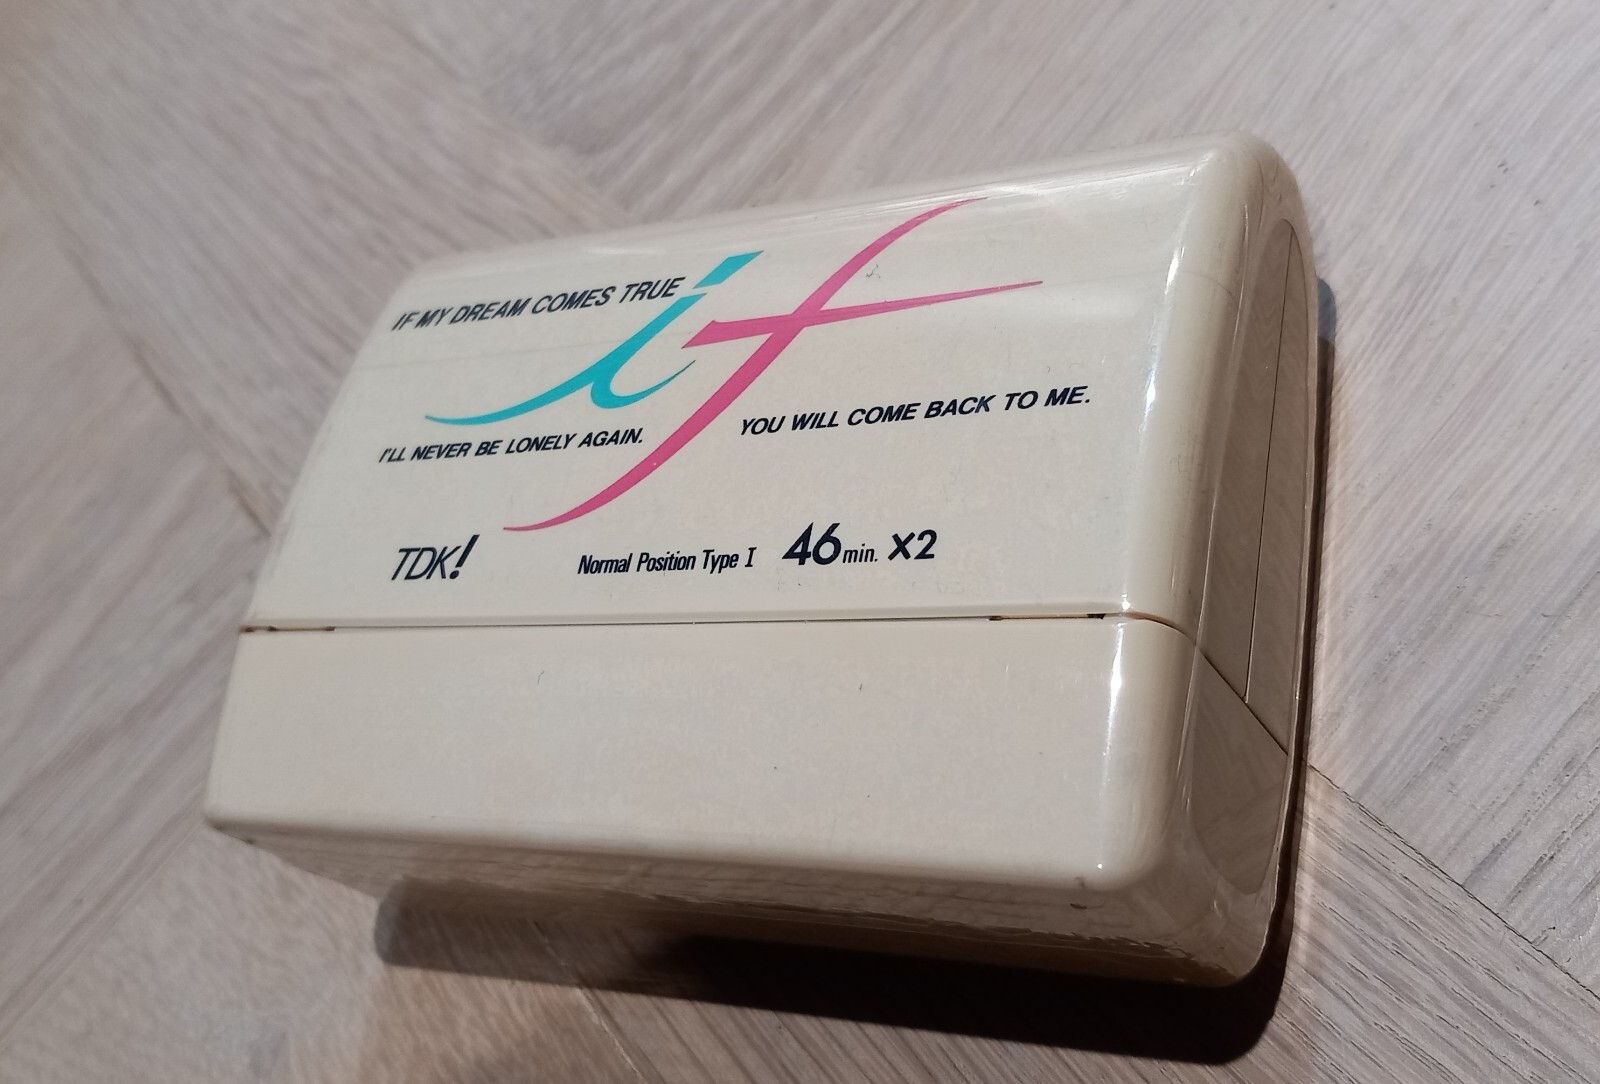 IF MY DREAM COMES TRUE
if
I'LL NEVER BE LONELY AGAIN.
YOU WILL COME BACK TO ME.
TDK!
Normal Position Type I 46min. X2